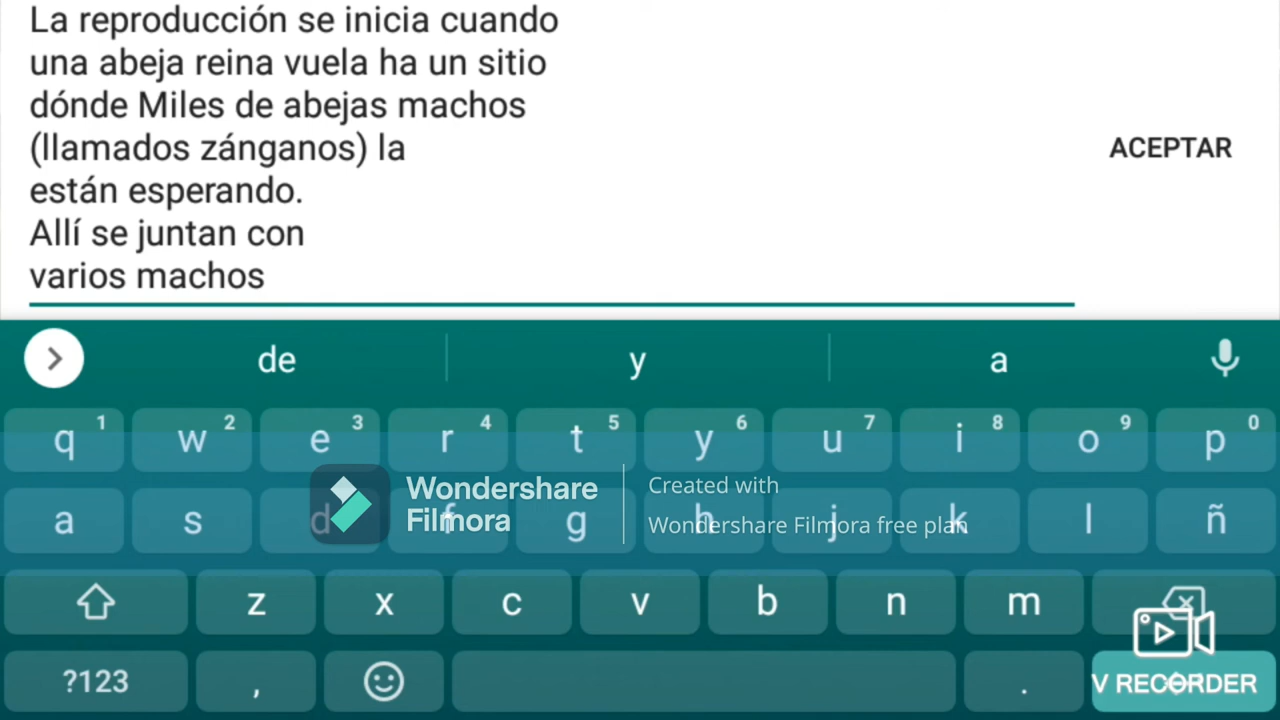 La reproducción se inicia cuando
una abeja reina vuela ha un sitio
dónde Miles de abejas machos
(llamados zánganos) la
están esperando.
Allí se juntan con
varios machos
ACEPTAR
de y a
q 1 w 2 e 3 r 4 t 5 y 6 u 7 i 8 o 9 p 0
a s d f g h j k l ñ
Wondershare
Filmora
Created with
Wondershare Filmora free plan
z x c v b n m
?123 , .
V RECORDER